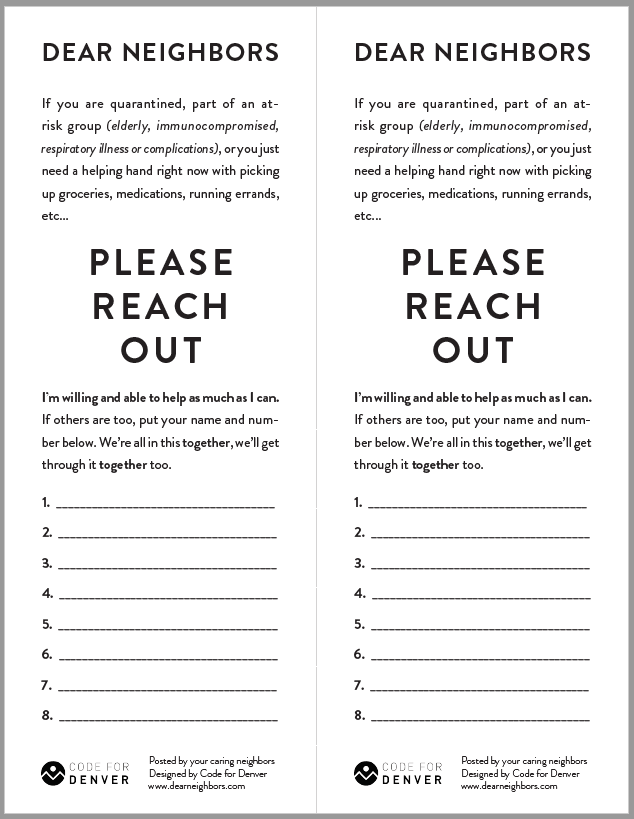 DEAR NEIGHBORS
If you are quarantined, part of an at-
risk group (elderly, immunocompromised,
respiratory illness or complications), or you just
need a helping hand right now with picking
up groceries, medications, running errands,
etc...
PLEASE
REACH
OUT
I'm willing and able to help as much as I can.
If others are too, put your name and num-
ber below. We're all in this together, we'll get
through it together too.
1. ______________________________
2. ______________________________
3. ______________________________
4. ______________________________
5. ______________________________
6. ______________________________
7. ______________________________
8. ______________________________
CODE FOR
DENVER
Posted by your caring neighbors
Designed by Code for Denver
www.dearneighbors.com
DEAR NEIGHBORS
If you are quarantined, part of an at-
risk group (elderly, immunocompromised,
respiratory illness or complications), or you just
need a helping hand right now with picking
up groceries, medications, running errands,
etc...
PLEASE
REACH
OUT
I'm willing and able to help as much as I can.
If others are too, put your name and num-
ber below. We're all in this together, we'll get
through it together too.
1. ______________________________
2. ______________________________
3. ______________________________
4. ______________________________
5. ______________________________
6. ______________________________
7. ______________________________
8. ______________________________
CODE FOR
DENVER
Posted by your caring neighbors
Designed by Code for Denver
www.dearneighbors.com